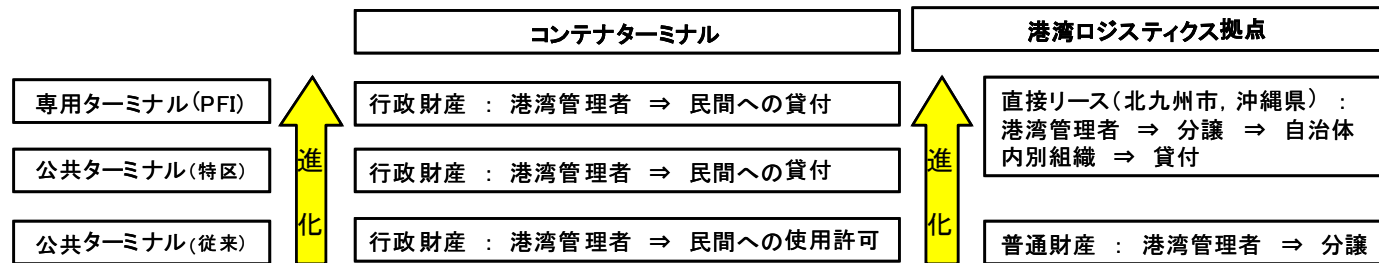 コンテナターミナル
港湾ロジスティクス拠点
専用ターミナル(PFI)
行政財産 : 港湾管理者 ⇒ 民間への貸付
直接リース(北九州市, 沖縄県) :
港湾管理者 ⇒ 分譲 ⇒ 自治体
内別組織 ⇒ 貸付
公共ターミナル(特区)
行政財産 : 港湾管理者 ⇒ 民間への貸付
公共ターミナル(従来)
行政財産 : 港湾管理者 ⇒ 民間への使用許可
普通財産 : 港湾管理者 ⇒ 分譲
進化
進化